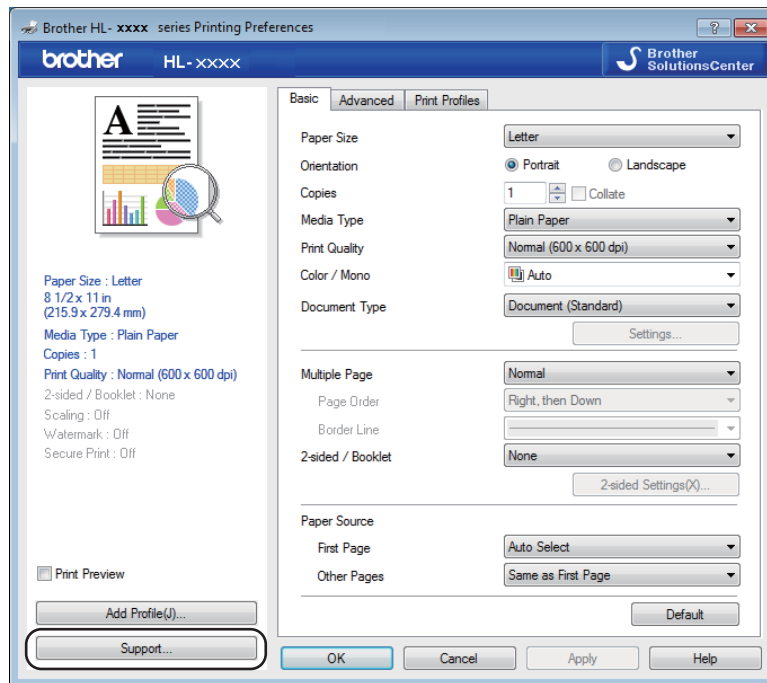 Brother HL- xxxx series Printing Preferences
brother HL-xxxx
Brother
SolutionsCenter
A
Paper Size : Letter
8 1/2 x 11 in
(215.9 x 279.4 mm)
Media Type : Plain Paper
Copies : 1
Print Quality : Normal (600 x 600 dpi)
2-sided / Booklet : None
Scaling : Off
Watermark : Off
Secure Print : Off
Print Preview
Add Profile(J)...
Support...
Basic Advanced Print Profiles
Paper Size Letter
Orientation Portrait Landscape
Copies 1 Collate
Media Type Plain Paper
Print Quality Normal (600 x 600 dpi)
Color / Mono Auto
Document Type Document (Standard)
Settings...
Multiple Page Normal
Page Order Right, then Down
Border Line
2-sided / Booklet None
2-sided Settings(X)...
Paper Source
First Page Auto Select
Other Pages Same as First Page
Default
OK Cancel Apply Help